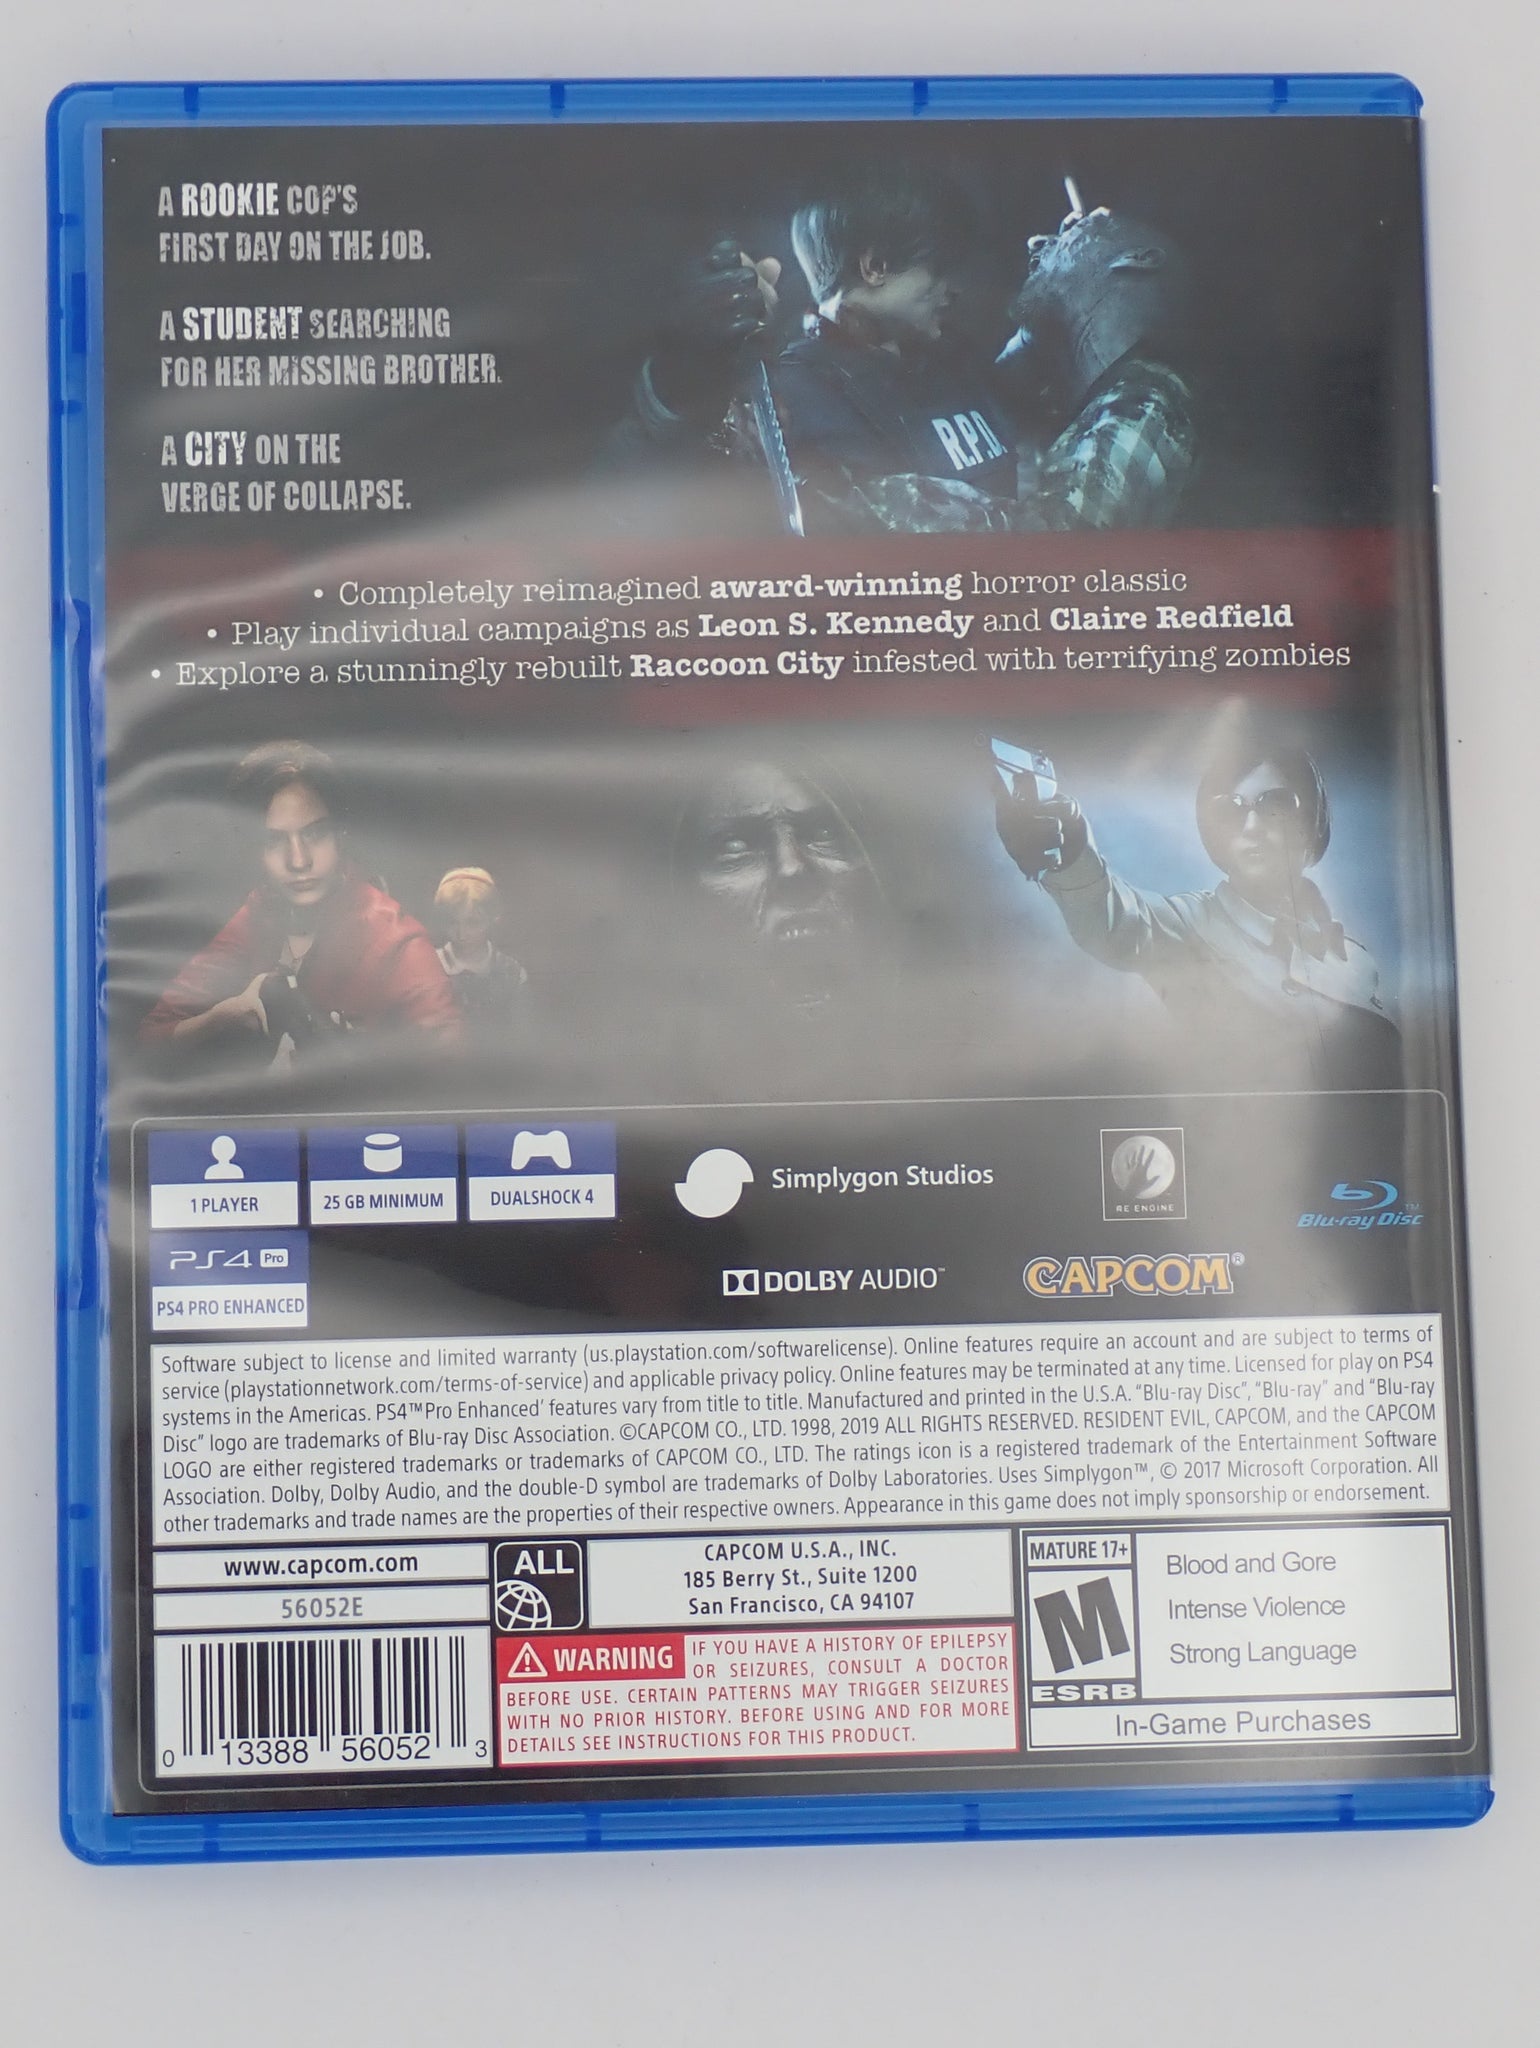 A ROOKIE COP'S
FIRST DAY ON THE JOB.
A STUDENT SEARCHING
FOR HER MISSING BROTHER.
A CITY ON THE
VERGE OF COLLAPSE.
R.P.D.
• Completely reimagined award-winning horror classic
• Play individual campaigns as Leon S. Kennedy and Claire Redfield
• Explore a stunningly rebuilt Raccoon City infested with terrifying zombies
1 PLAYER
25 GB MINIMUM
DUALSHOCK 4
Simplygon Studios
RE ENGINE
Blu-ray Disc™
PS4 Pro
PS4 PRO ENHANCED
DOLBY AUDIO™
CAPCOM®
Software subject to license and limited warranty (us.playstation.com/softwarelicense). Online features require an account and are subject to terms of
service (playstationnetwork.com/terms-of-service) and applicable privacy policy. Online features may be terminated at any time. Licensed for play on PS4
systems in the Americas. PS4™ Pro Enhanced' features vary from title to title. Manufactured and printed in the U.S.A. "Blu-ray Disc", "Blu-ray" and "Blu-ray
Disc" logo are trademarks of Blu-ray Disc Association. ©CAPCOM CO., LTD. 1998, 2019 ALL RIGHTS RESERVED. RESIDENT EVIL, CAPCOM, and the CAPCOM
LOGO are either registered trademarks or trademarks of CAPCOM CO., LTD. The ratings icon is a registered trademark of the Entertainment Software
Association. Dolby, Dolby Audio, and the double-D symbol are trademarks of Dolby Laboratories. Uses Simplygon™, © 2017 Microsoft Corporation. All
other trademarks and trade names are the properties of their respective owners. Appearance in this game does not imply sponsorship or endorsement.
www.capcom.com
56052E
ALL
CAPCOM U.S.A., INC.
185 Berry St., Suite 1200
San Francisco, CA 94107
MATURE 17+
M
ESRB
Blood and Gore
Intense Violence
Strong Language
In-Game Purchases
WARNING IF YOU HAVE A HISTORY OF EPILEPSY
OR SEIZURES, CONSULT A DOCTOR
BEFORE USE. CERTAIN PATTERNS MAY TRIGGER SEIZURES
WITH NO PRIOR HISTORY. BEFORE USING AND FOR MORE
DETAILS SEE INSTRUCTIONS FOR THIS PRODUCT.
0 13388 56052 3